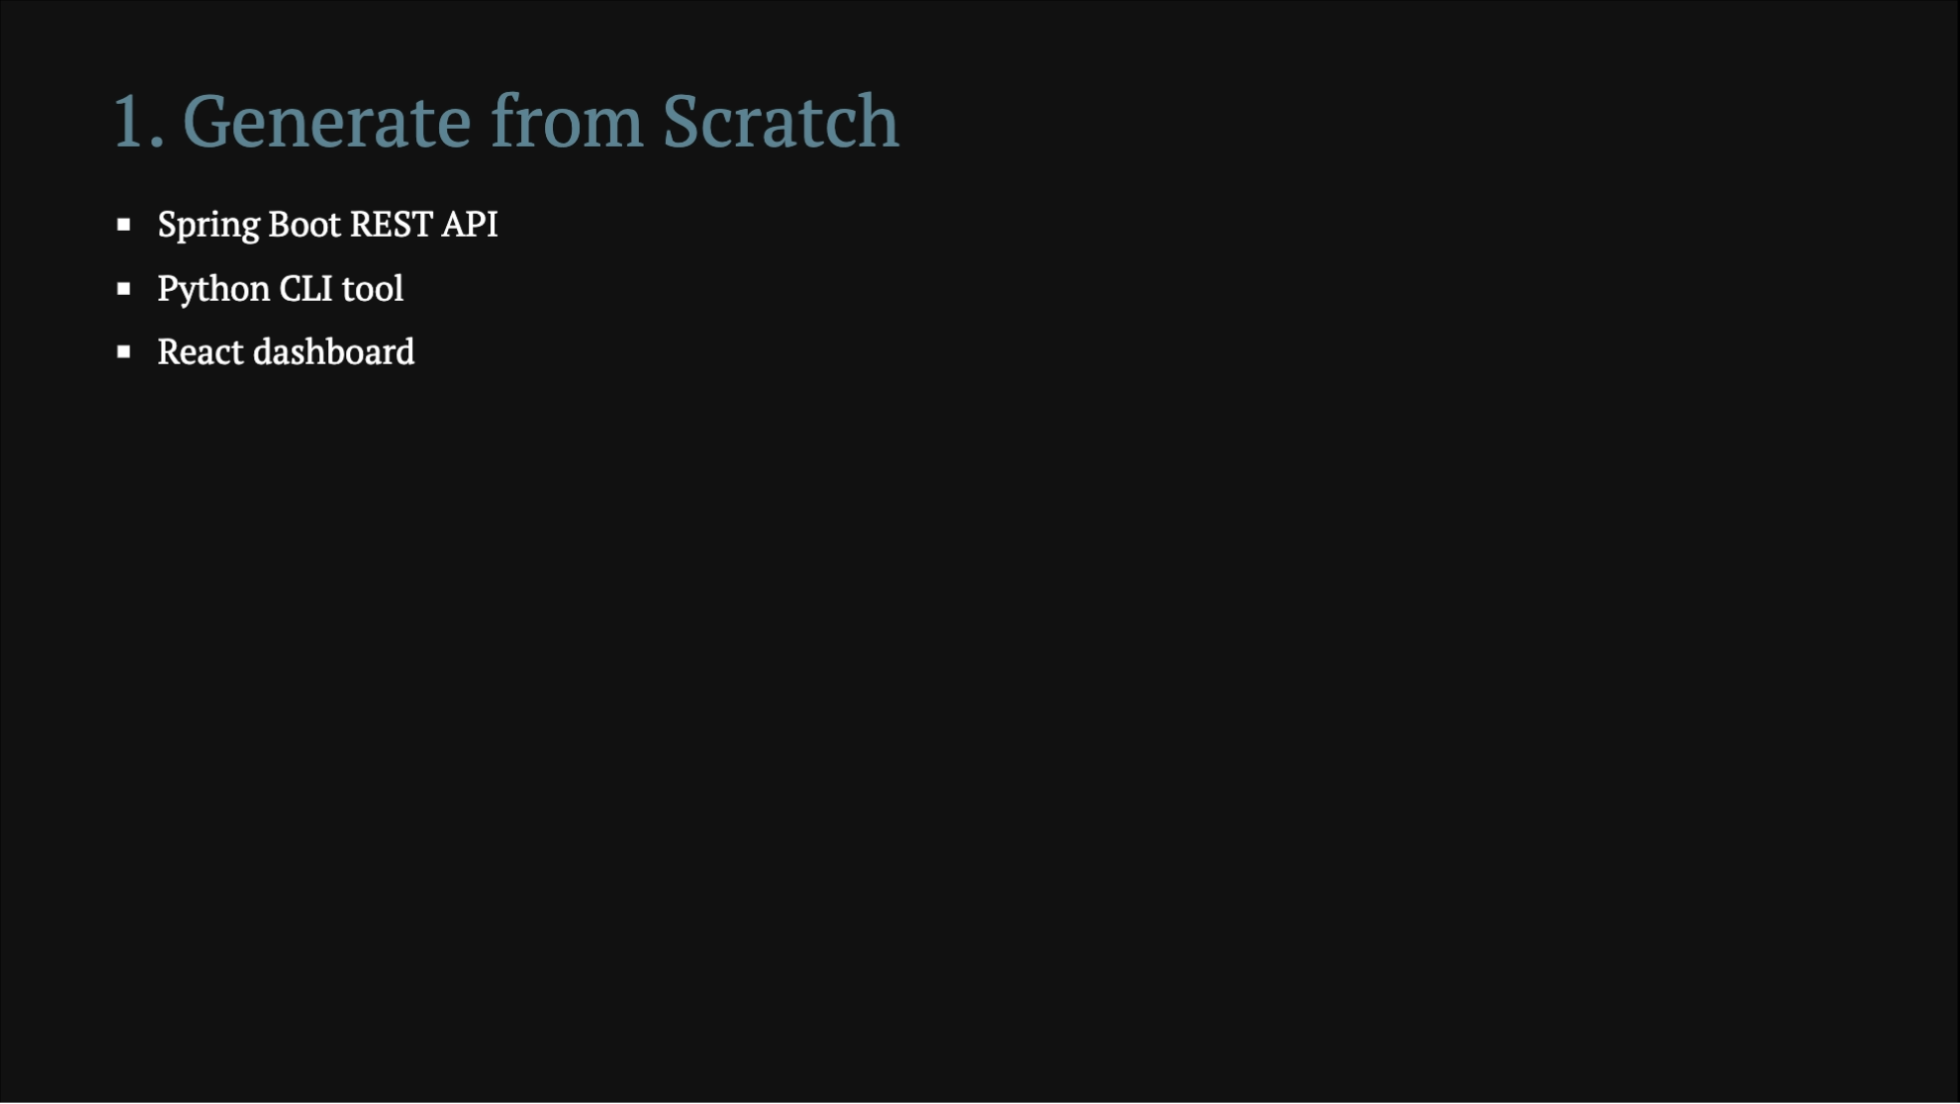 1. Generate from Scratch
▪ Spring Boot REST API
▪ Python CLI tool
▪ React dashboard